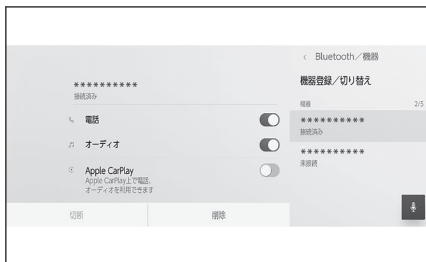 **********
接続済み
電話
オーディオ
Apple CarPlay
Apple CarPlay上で電話、
オーディオを利用できます
切断
削除
< Bluetooth／機器
機器登録／切り替え
機器 2/5
**********
接続済み
**********
未接続